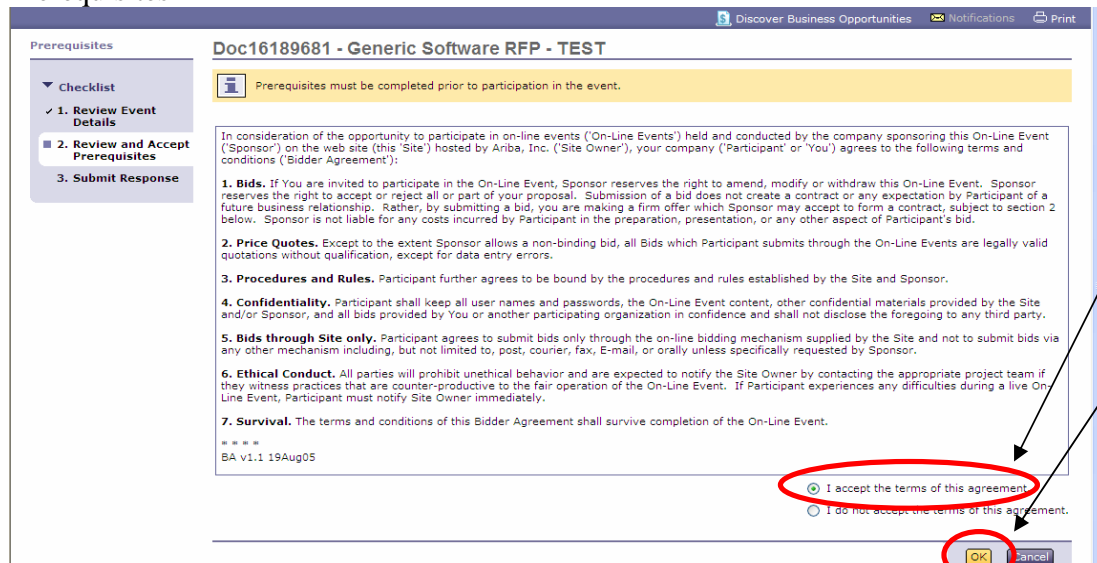 Discover Business Opportunities Notifications Print
Prerequisites
Doc16189681 - Generic Software RFP - TEST
Checklist
1. Review Event
Details
2. Review and Accept
Prerequisites
3. Submit Response
Prerequisites must be completed prior to participation in the event.
In consideration of the opportunity to participate in on-line events ('On-Line Events') held and conducted by the company sponsoring this On-Line Event
('Sponsor') on the web site (this 'Site') hosted by Ariba, Inc. ('Site Owner'), your company ('Participant' or 'You') agrees to the following terms and
conditions ('Bidder Agreement'):
1. Bids. If You are invited to participate in the On-Line Event, Sponsor reserves the right to amend, modify or withdraw this On-Line Event. Sponsor
reserves the right to accept or reject all or part of your proposal. Submission of a bid does not create a contract or any expectation by Participant of a
future business relationship. Rather, by submitting a bid, you are making a firm offer which Sponsor may accept to form a contract, subject to section 2
below. Sponsor is not liable for any costs incurred by Participant in the preparation, presentation, or any other aspect of Participant's bid.
2. Price Quotes. Except to the extent Sponsor allows a non-binding bid, all Bids which Participant submits through the On-Line Events are legally valid
quotations without qualification, except for data entry errors.
3. Procedures and Rules. Participant further agrees to be bound by the procedures and rules established by the Site and Sponsor.
4. Confidentiality. Participant shall keep all user names and passwords, the On-Line Event content, other confidential materials provided by the Site
and/or Sponsor, and all bids provided by You or another participating organization in confidence and shall not disclose the foregoing to any third party.
5. Bids through Site only. Participant agrees to submit bids only through the on-line bidding mechanism supplied by the Site and not to submit bids via
any other mechanism including, but not limited to, post, courier, fax, E-mail, or orally unless specifically requested by Sponsor.
6. Ethical Conduct. All parties will prohibit unethical behavior and are expected to notify the Site Owner by contacting the appropriate project team if
they witness practices that are counter-productive to the fair operation of the On-Line Event. If Participant experiences any difficulties during a live On-
Line Event, Participant must notify Site Owner immediately.
7. Survival. The terms and conditions of this Bidder Agreement shall survive completion of the On-Line Event.
* * * *
BA v1.1 19Aug05
I accept the terms of this agreement.
I do not accept the terms of this agreement.
OK Cancel